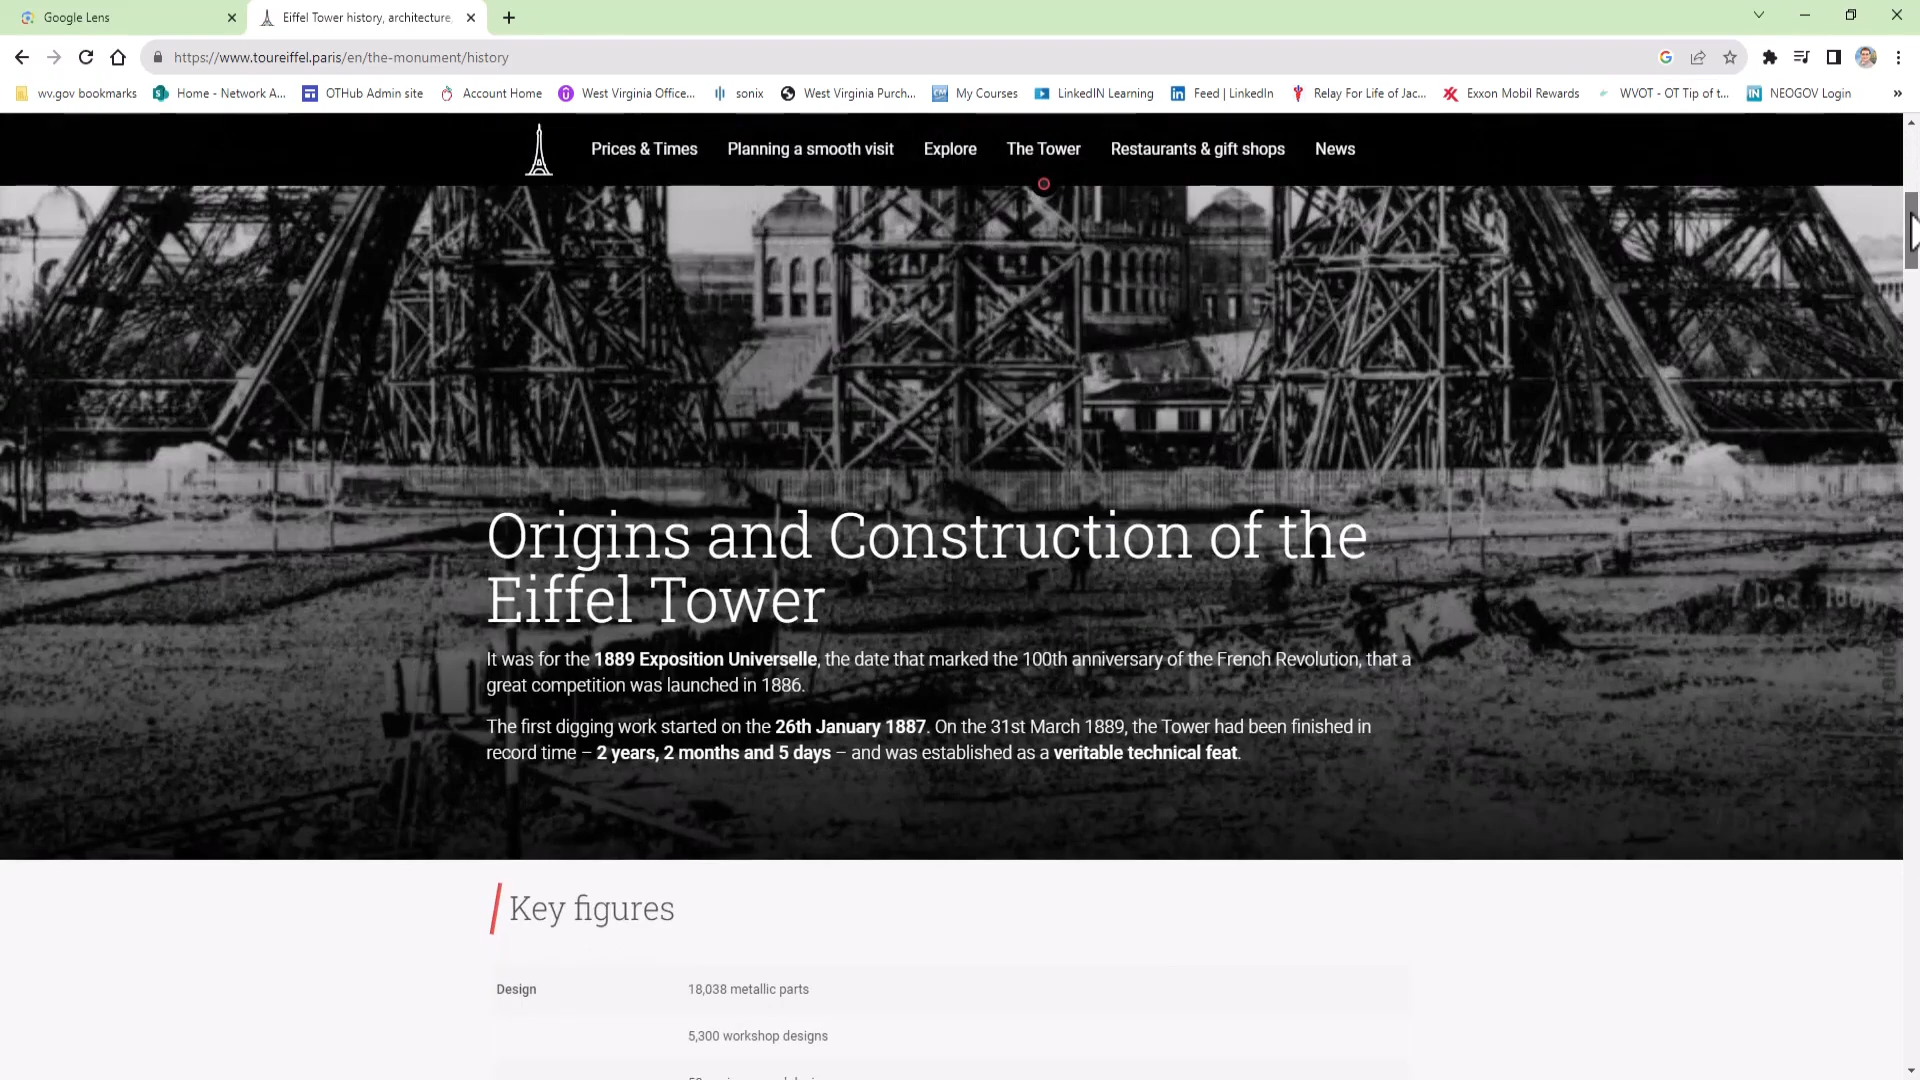 Google Lens
Eiffel Tower history, architecture,
https://www.toureiffel.paris/en/the-monument/history
wv.gov bookmarks
Home - Network A...
OTHub Admin site
Account Home
West Virginia Office...
sonix
West Virginia Purch...
My Courses
LinkedIN Learning
Feed | LinkedIn
Relay For Life of Jac...
Exxon Mobil Rewards
WVOT - OT Tip of t...
NEOGOV Login
Prices & Times
Planning a smooth visit
Explore
The Tower
Restaurants & gift shops
News
Origins and Construction of the
Eiffel Tower
It was for the 1889 Exposition Universelle, the date that marked the 100th anniversary of the French Revolution, that a
great competition was launched in 1886.
The first digging work started on the 26th January 1887. On the 31st March 1889, the Tower had been finished in
record time – 2 years, 2 months and 5 days – and was established as a veritable technical feat.
Key figures
Design
18,038 metallic parts
5,300 workshop designs